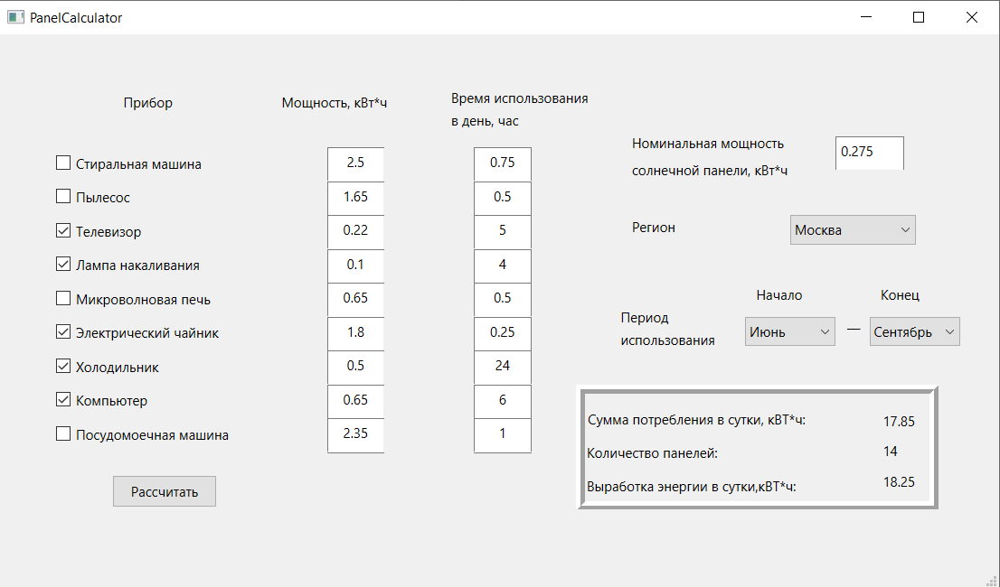 PanelCalculator
Прибор
Мощность, кВт*ч
Время использования
в день, час
Стиральная машина 2.5 0.75
Пылесос 1.65 0.5
Телевизор 0.22 5
Лампа накаливания 0.1 4
Микроволновая печь 0.65 0.5
Электрический чайник 1.8 0.25
Холодильник 0.5 24
Компьютер 0.65 6
Посудомоечная машина 2.35 1
Рассчитать
Номинальная мощность
солнечной панели, кВт*ч
0.275
Регион Москва
Начало Конец
Период
использования
Июнь — Сентябрь
Сумма потребления в сутки, кВТ*ч: 17.85
Количество панелей: 14
Выработка энергии в сутки,кВТ*ч: 18.25